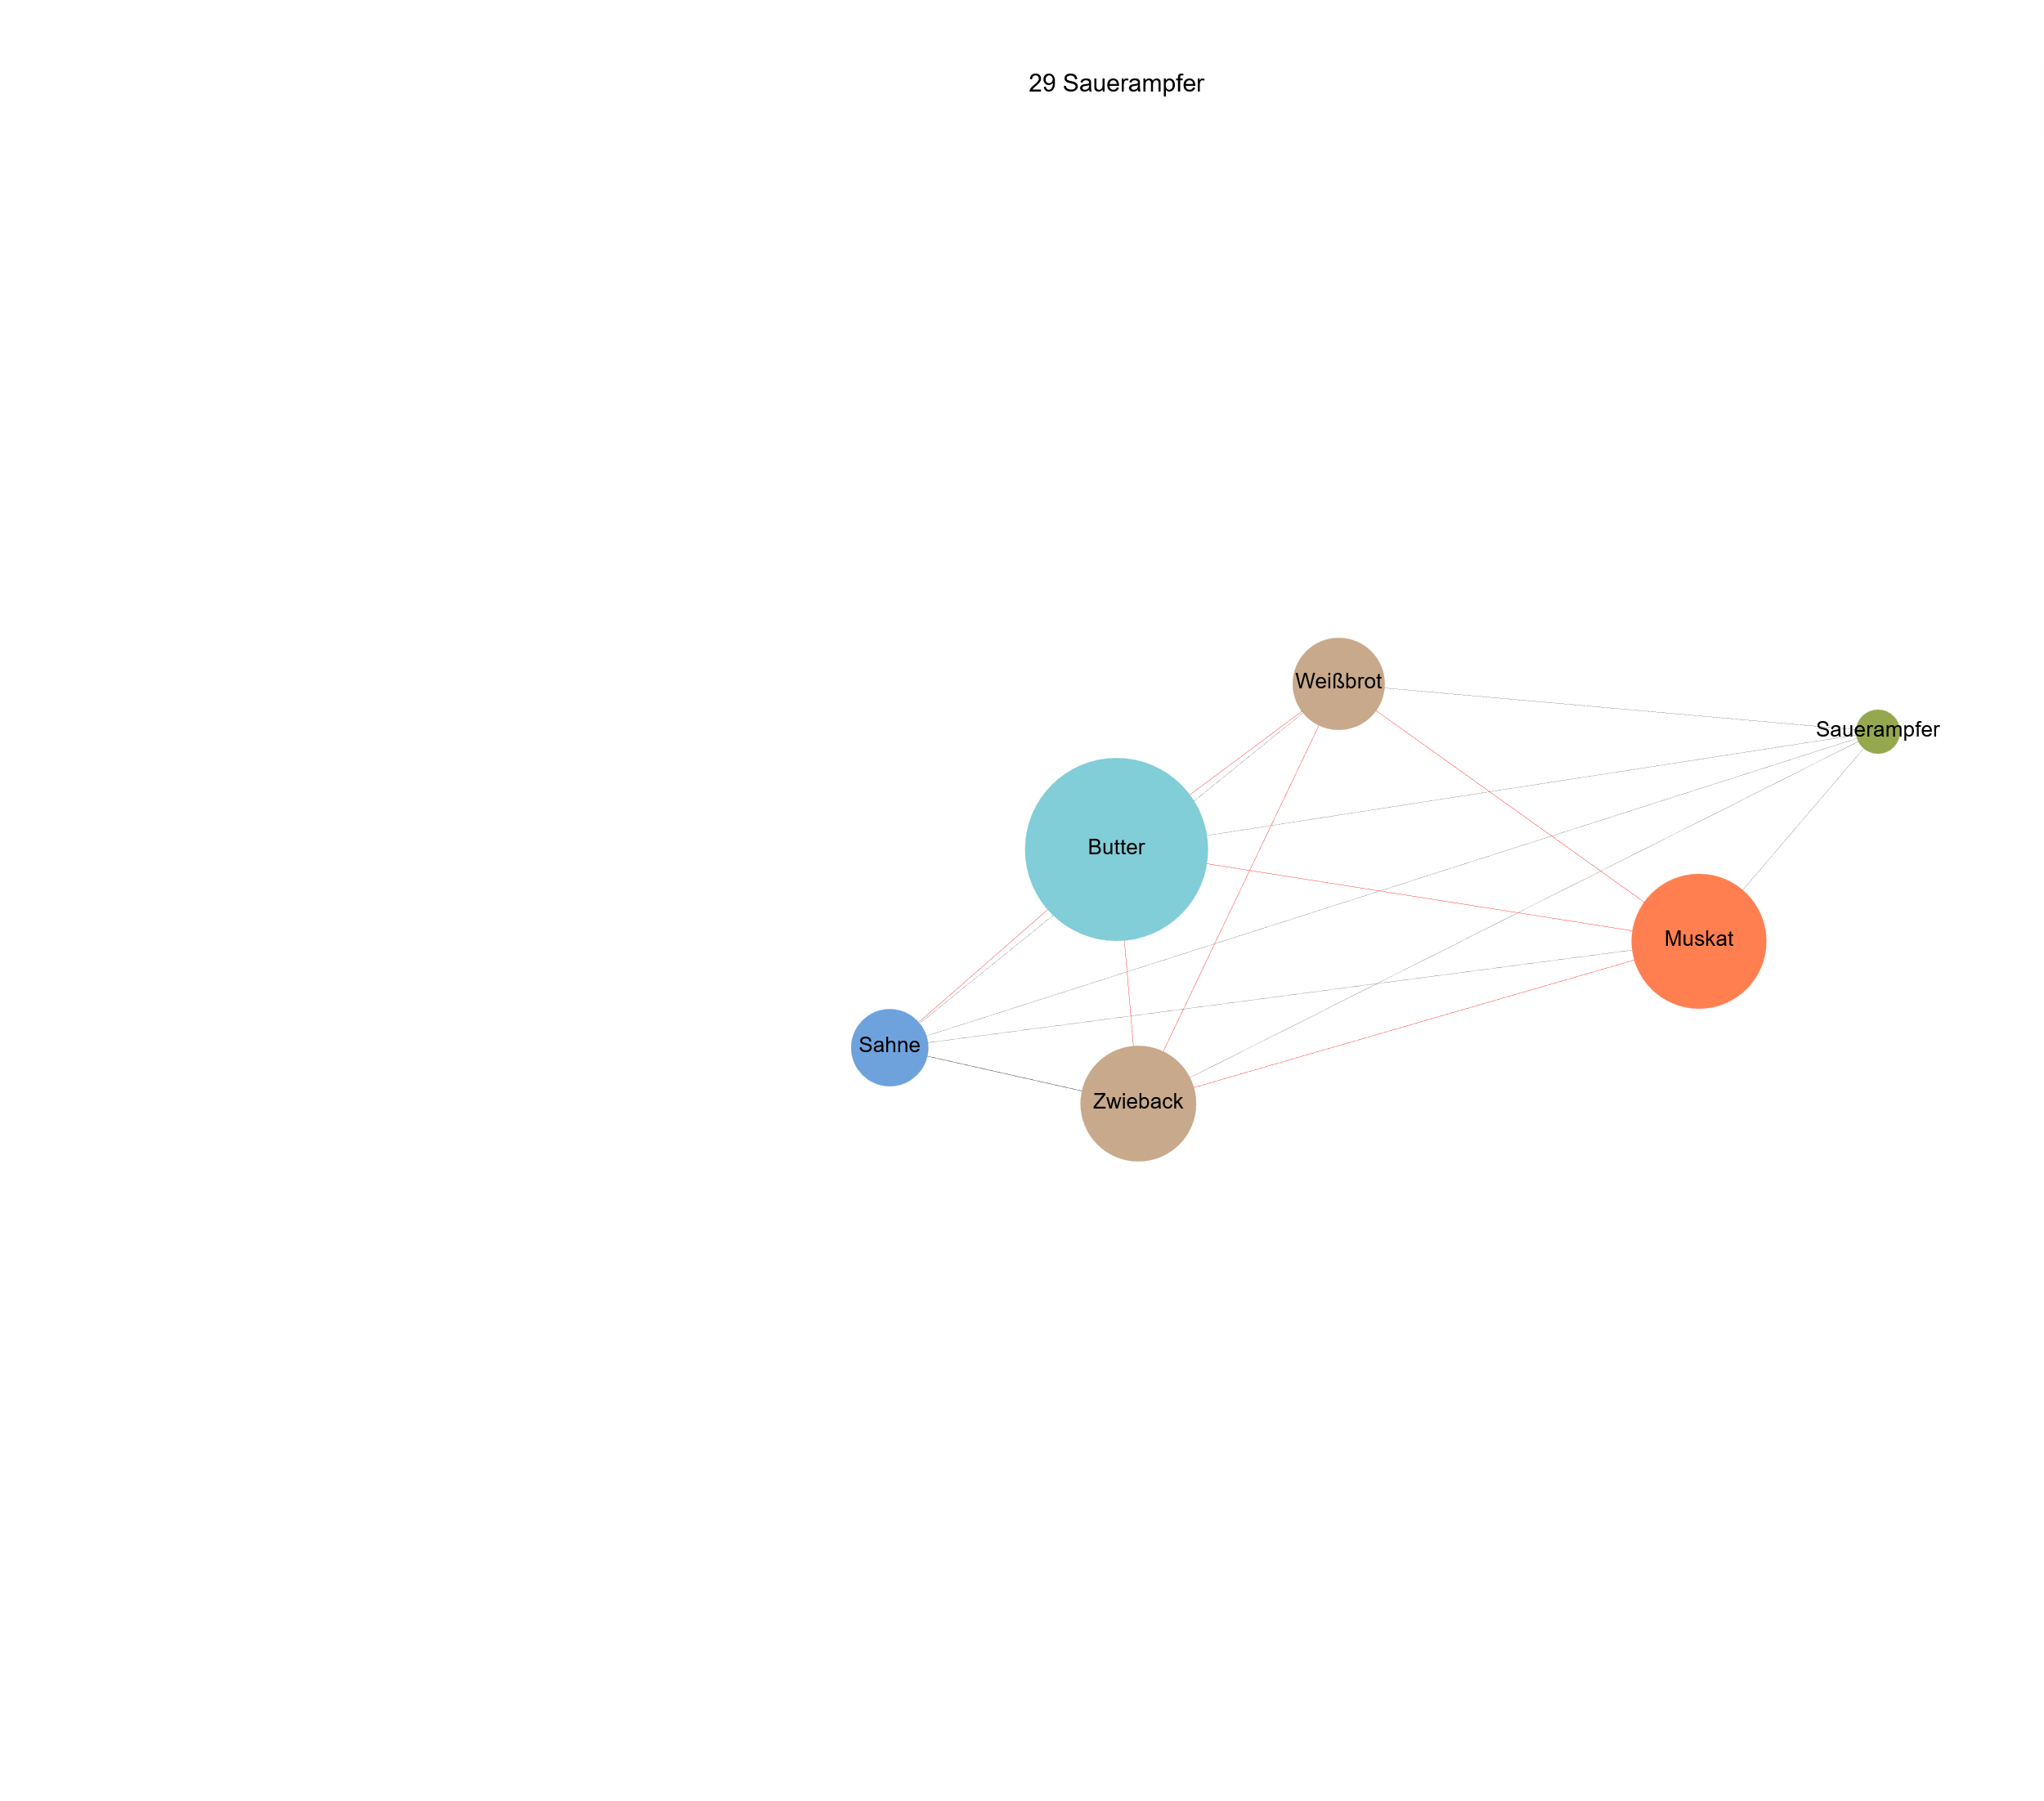 29 Sauerampfer
Weißbrot
Sauerampfer
Butter
Muskat
Sahne
Zwieback